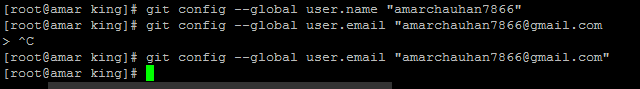 [root@amar king]# git config --global user.name "amarchauhan7866"
[root@amar king]# git config --global user.email "amarchauhan7866@gmail.com
> ^C
[root@amar king]# git config --global user.email "amarchauhan7866@gmail.com"
[root@amar king]#